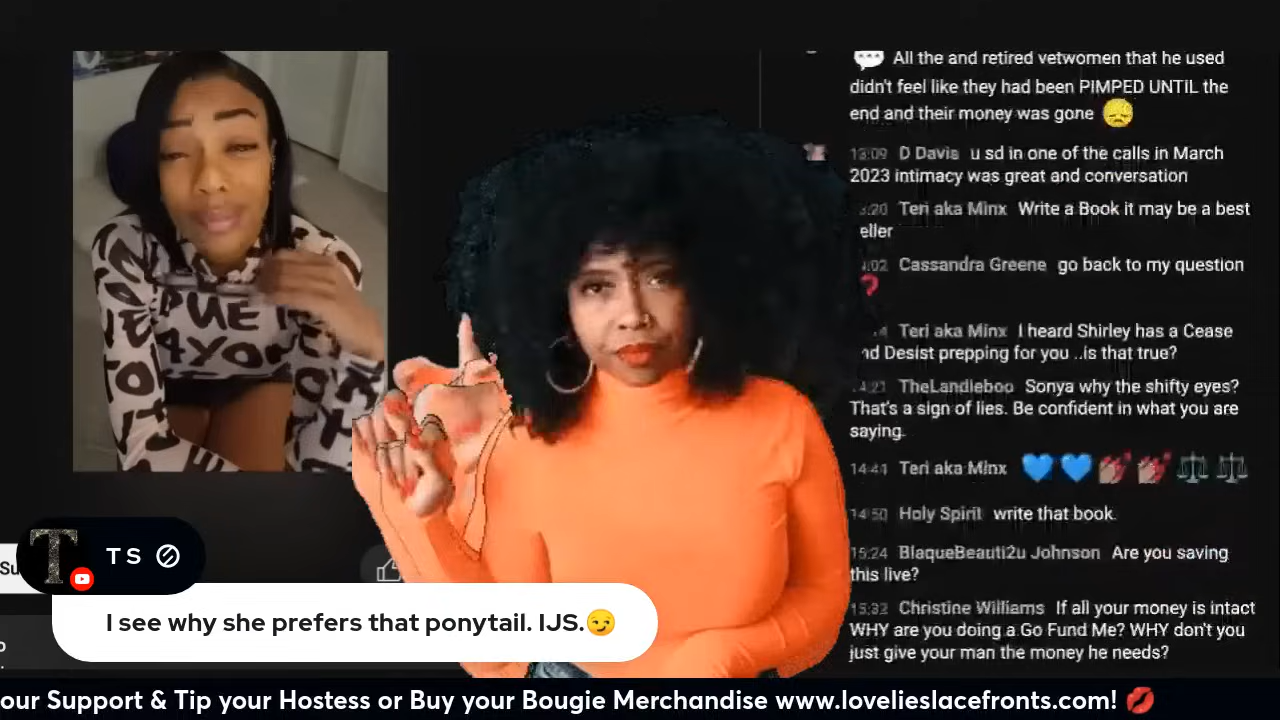 All the and retired vetwomen that he used
didn't feel like they had been PIMPED UNTIL the
end and their money was gone
13:09 D Davis u sd in one of the calls in March
2023 intimacy was great and conversation
Teri aka Minx Write a Book it may be a best
eller
Cassandra Greene go back to my question
Teri aka Minx I heard Shirley has a Cease
nd Desist prepping for you ..is that true?
TheLandleboo Sonya why the shifty eyes?
That's a sign of lies. Be confident in what you are
saying.
14:41 Teri aka Minx 💙 💙 💅 💅 ⚖ ⚖
14:50 Holy Spirit write that book.
15:24 BlaqueBeauti2u Johnson Are you saving
this live?
15:32 Christine Williams If all your money is intact
WHY are you doing a Go Fund Me? WHY don't you
just give your man the money he needs?
PUE
4YO
T
TS
Su
I see why she prefers that ponytail. IJS.😏
our Support & Tip your Hostess or Buy your Bougie Merchandise www.lovelieslacefronts.com! 💋